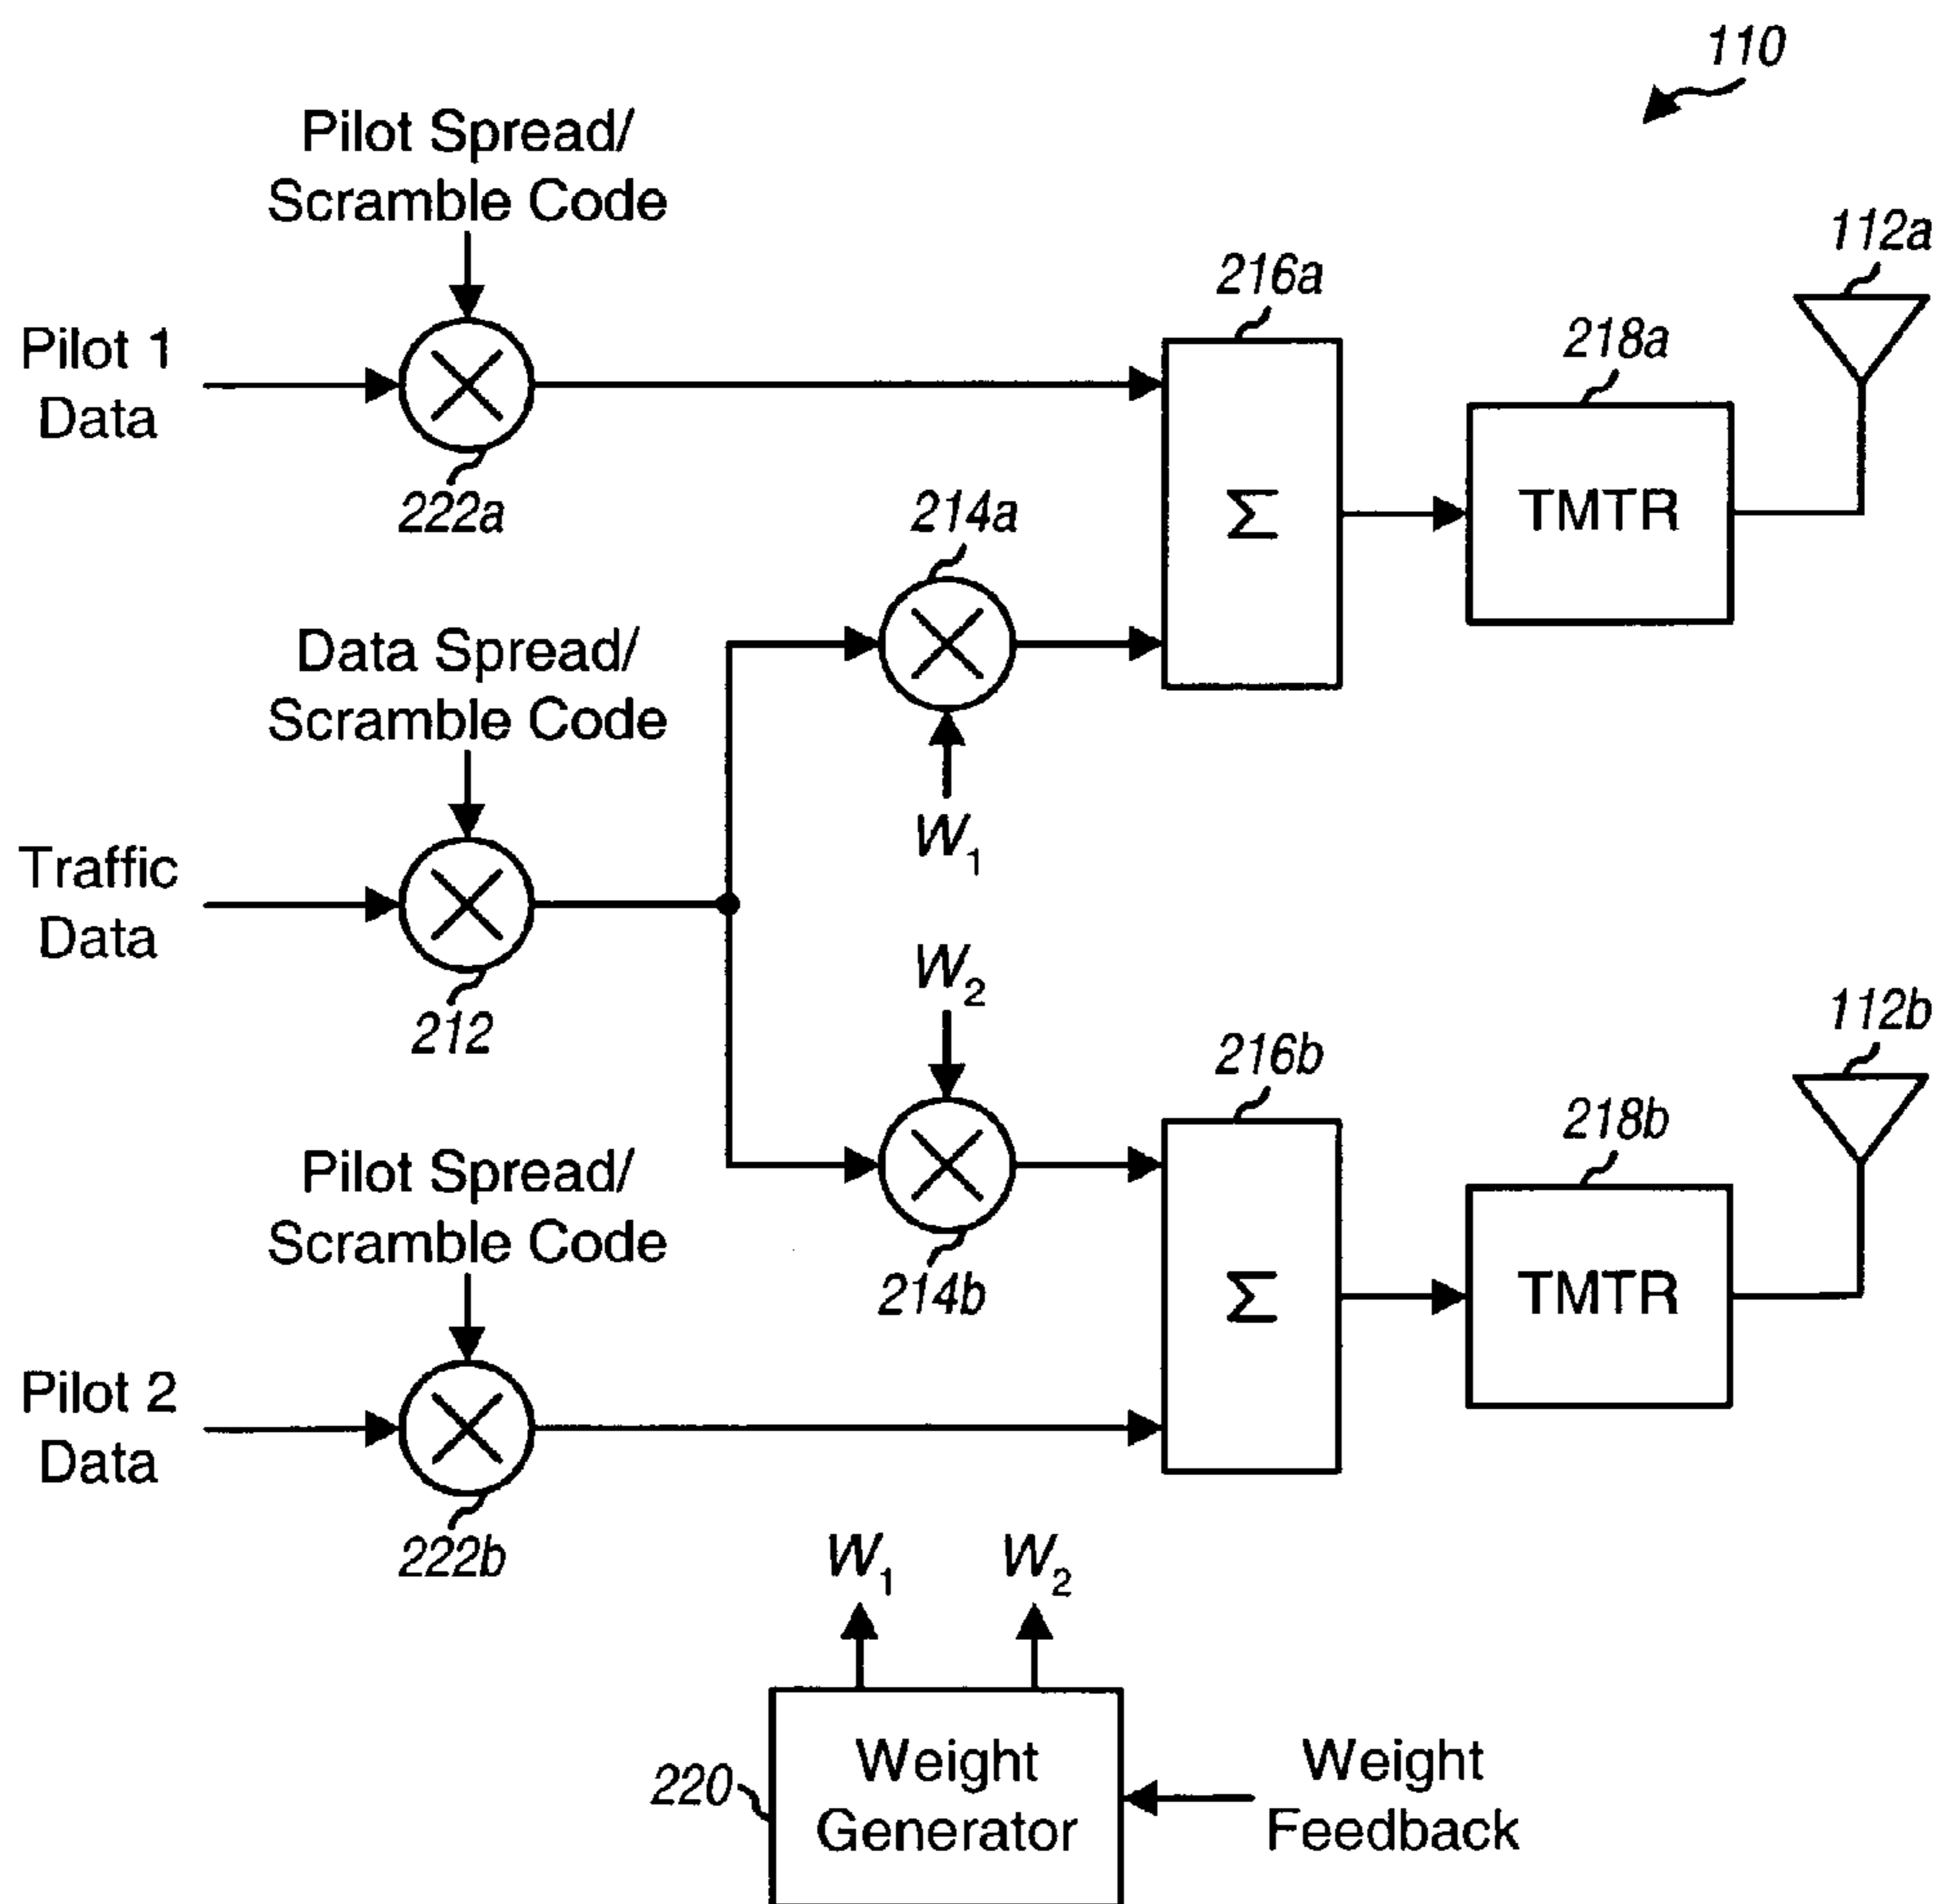 110
Pilot Spread/
Scramble Code
112a
216a
Pilot 1
Data
218a
222a
214a
Σ
TMTR
Data Spread/
Scramble Code
W1
Traffic
Data
W2
212
112b
216b
218b
Pilot Spread/
Scramble Code
214b
Σ
TMTR
Pilot 2
Data
222b
W1
W2
220
Weight
Generator
Weight
Feedback